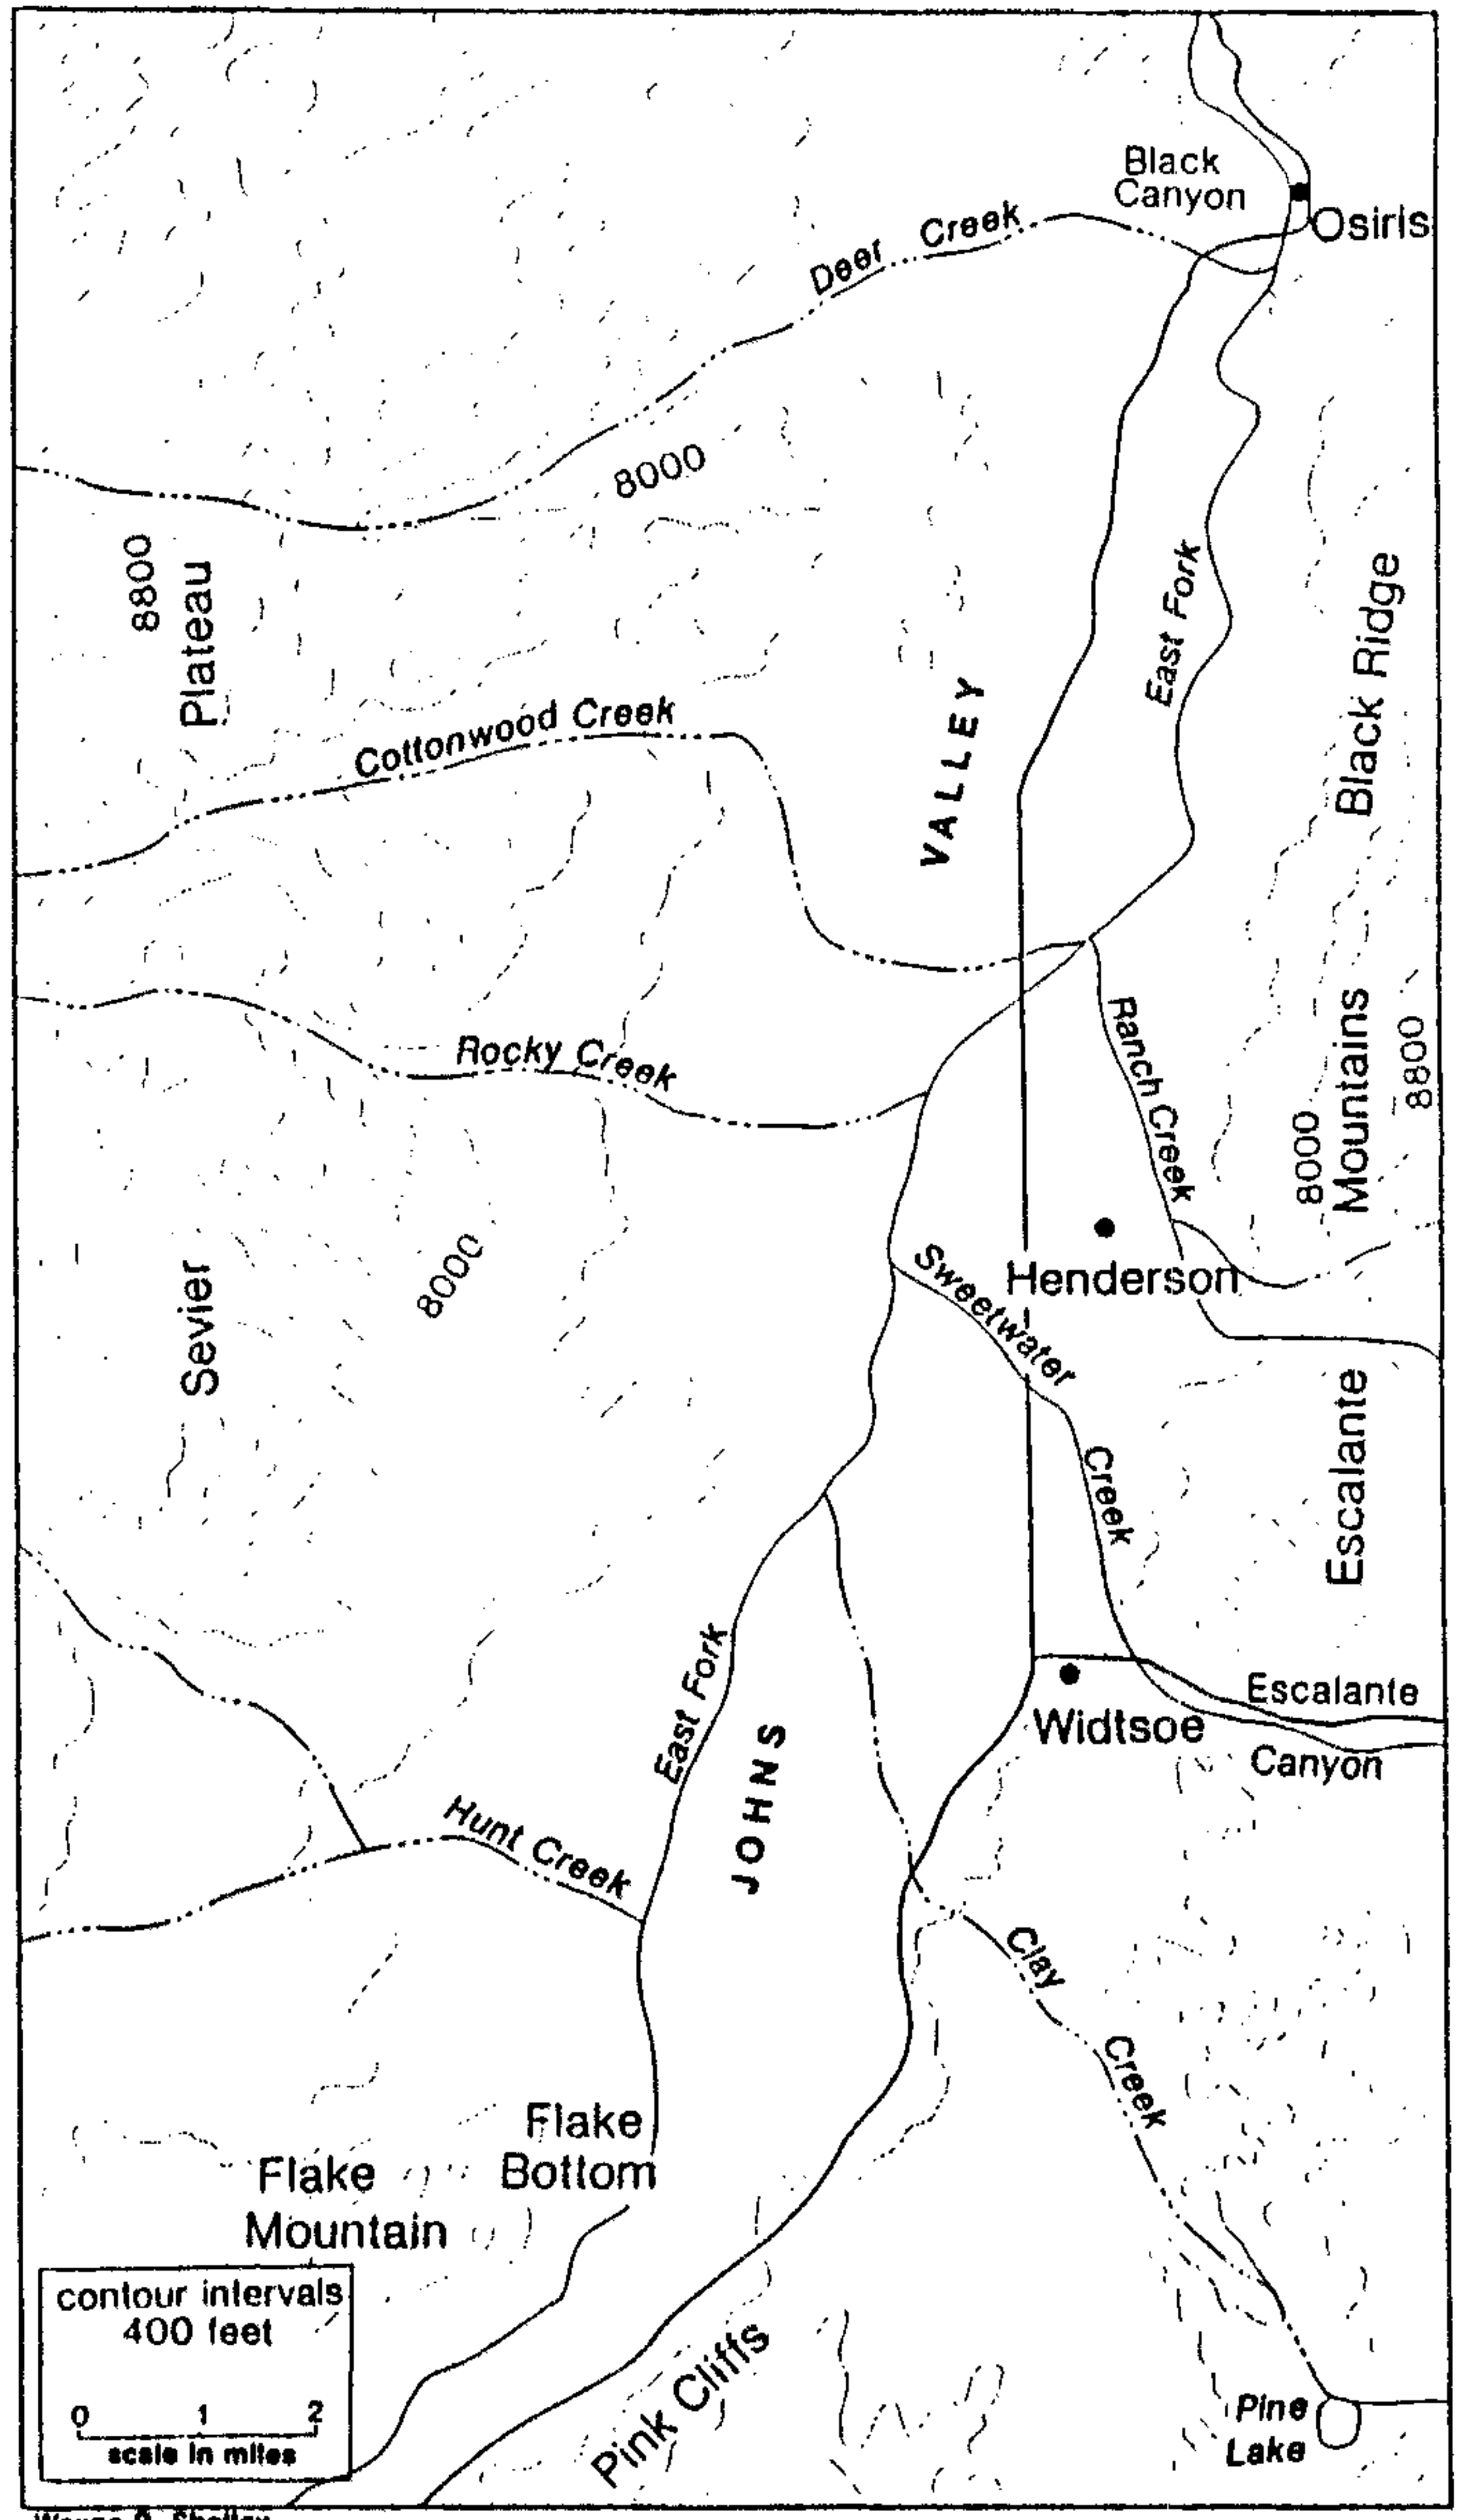 Black
Canyon
Osiris
Deer Creek
8000
8800
Plateau
East Fork
Black Ridge
Cottonwood Creek
VALLEY
Rocky Creek
Ranch Creek
Mountains
8800
8000
Henderson
Sweetwater
Creek
Sevier
8000
Escalante
East Fork
Escalante
Widtsoe
Canyon
JOHNS
Hunt Creek
Clay
Creek
Flake
Bottom
Flake
Mountain
contour intervals
400 feet
0 1 2
scale in miles
Pink Cliffs
Pine
Lake